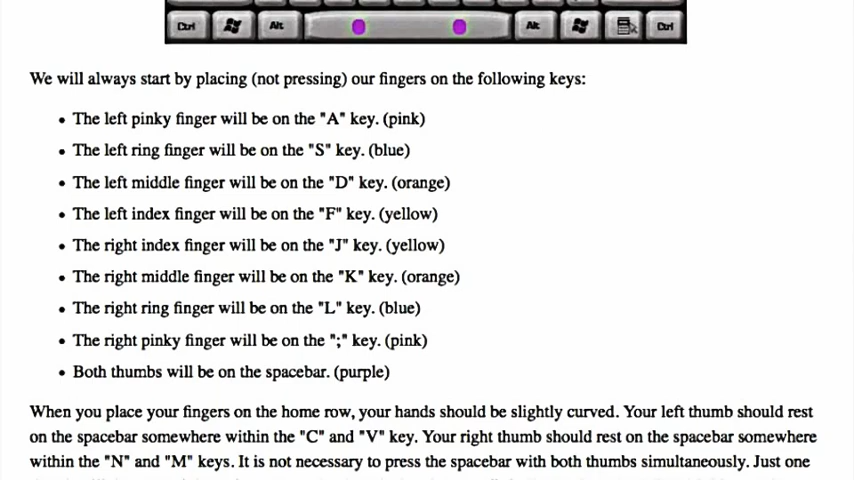 Ctrl Alt Alt Ctrl
We will always start by placing (not pressing) our fingers on the following keys:
• The left pinky finger will be on the "A" key. (pink)
• The left ring finger will be on the "S" key. (blue)
• The left middle finger will be on the "D" key. (orange)
• The left index finger will be on the "F" key. (yellow)
• The right index finger will be on the "J" key. (yellow)
• The right middle finger will be on the "K" key. (orange)
• The right ring finger will be on the "L" key. (blue)
• The right pinky finger will be on the ";" key. (pink)
• Both thumbs will be on the spacebar. (purple)
When you place your fingers on the home row, your hands should be slightly curved. Your left thumb should rest
on the spacebar somewhere within the "C" and "V" key. Your right thumb should rest on the spacebar somewhere
within the "N" and "M" keys. It is not necessary to press the spacebar with both thumbs simultaneously. Just one